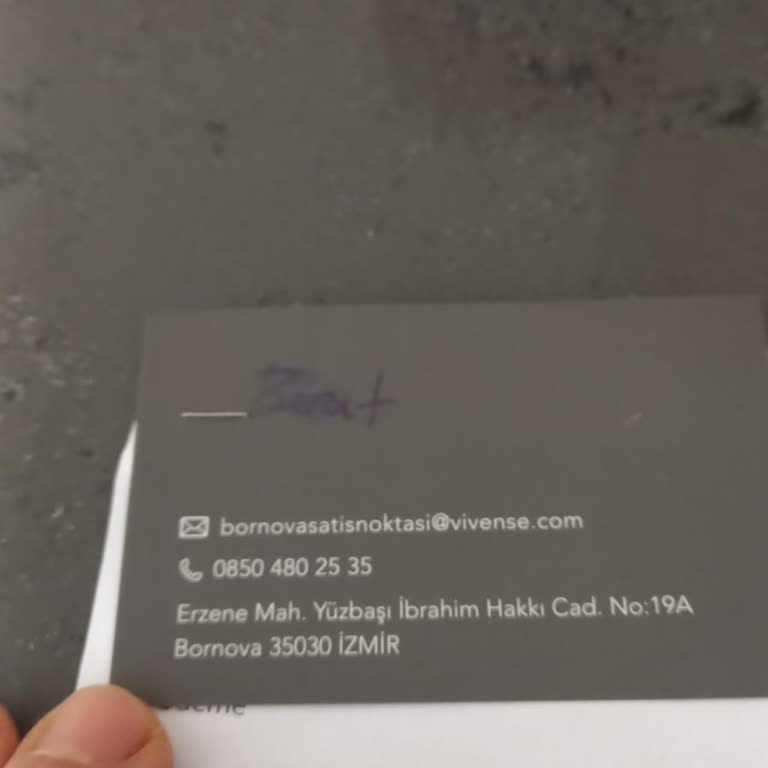 bornovasatisnoktasi@vivense.com
0850 480 25 35
Erzene Mah. Yüzbaşı İbrahim Hakkı Cad. No:19A
Bornova 35030 İZMİR